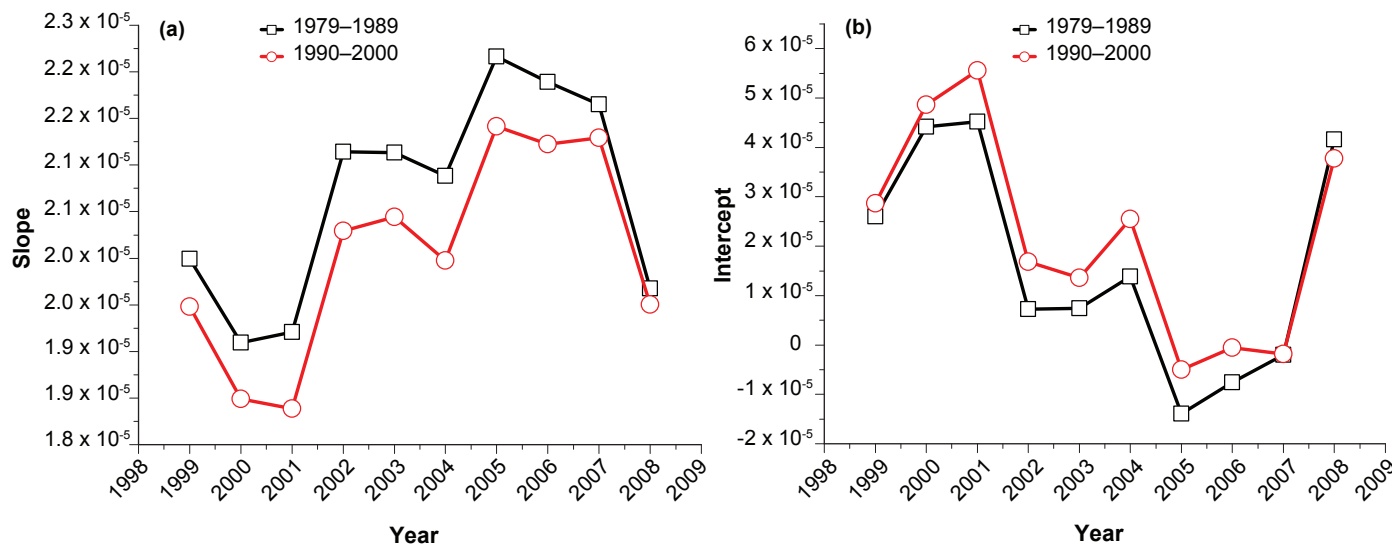 (a)
1979–1989
1990–2000
2.3 x 10⁻⁵
2.2 x 10⁻⁵
2.2 x 10⁻⁵
2.1 x 10⁻⁵
2.1 x 10⁻⁵
2.0 x 10⁻⁵
2.0 x 10⁻⁵
1.9 x 10⁻⁵
1.9 x 10⁻⁵
1.8 x 10⁻⁵
Slope
1998 1999 2000 2001 2002 2003 2004 2005 2006 2007 2008 2009
Year
(b)
1979–1989
1990–2000
6 x 10⁻⁵
5 x 10⁻⁵
4 x 10⁻⁵
3 x 10⁻⁵
2 x 10⁻⁵
1 x 10⁻⁵
0
-1 x 10⁻⁵
-2 x 10⁻⁵
Intercept
1998 1999 2000 2001 2002 2003 2004 2005 2006 2007 2008 2009
Year